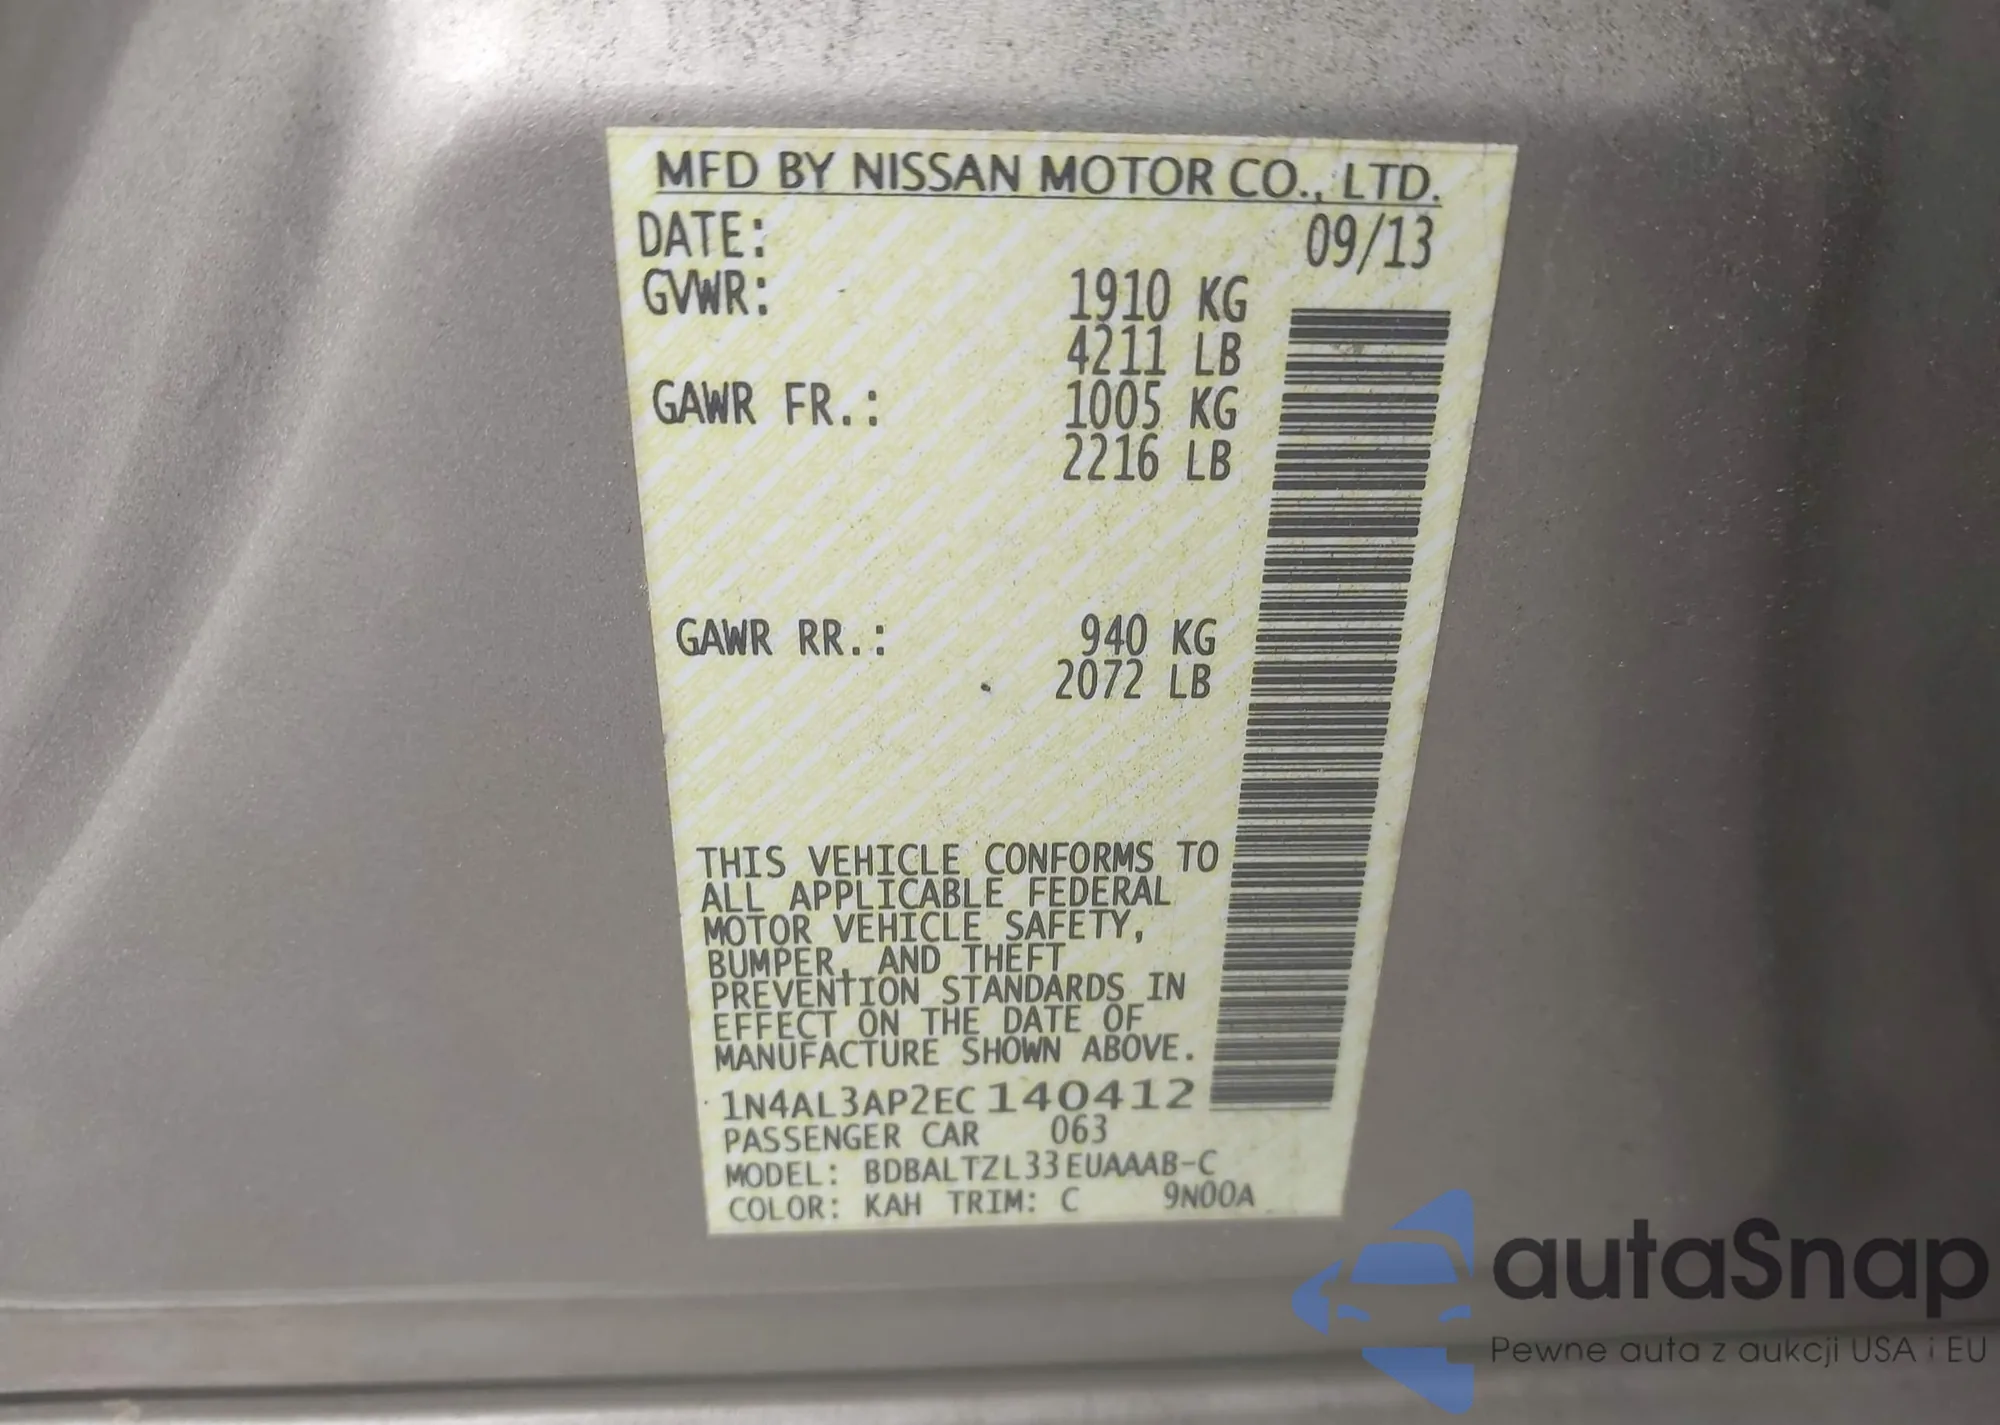 MFD BY NISSAN MOTOR CO., LTD.
DATE: 09/13
GVWR: 1910 KG
4211 LB
GAWR FR.: 1005 KG
2216 LB
GAWR RR.: 940 KG
2072 LB
THIS VEHICLE CONFORMS TO
ALL APPLICABLE FEDERAL
MOTOR VEHICLE SAFETY,
BUMPER, AND THEFT
PREVENTION STANDARDS IN
EFFECT ON THE DATE OF
MANUFACTURE SHOWN ABOVE.
1N4AL3AP2EC140412
PASSENGER CAR 063
MODEL: BDBALTZL33EUAAAB-C
COLOR: KAH TRIM: C 9N00A
autaSnap
Pewne auta z aukcji USA i EU